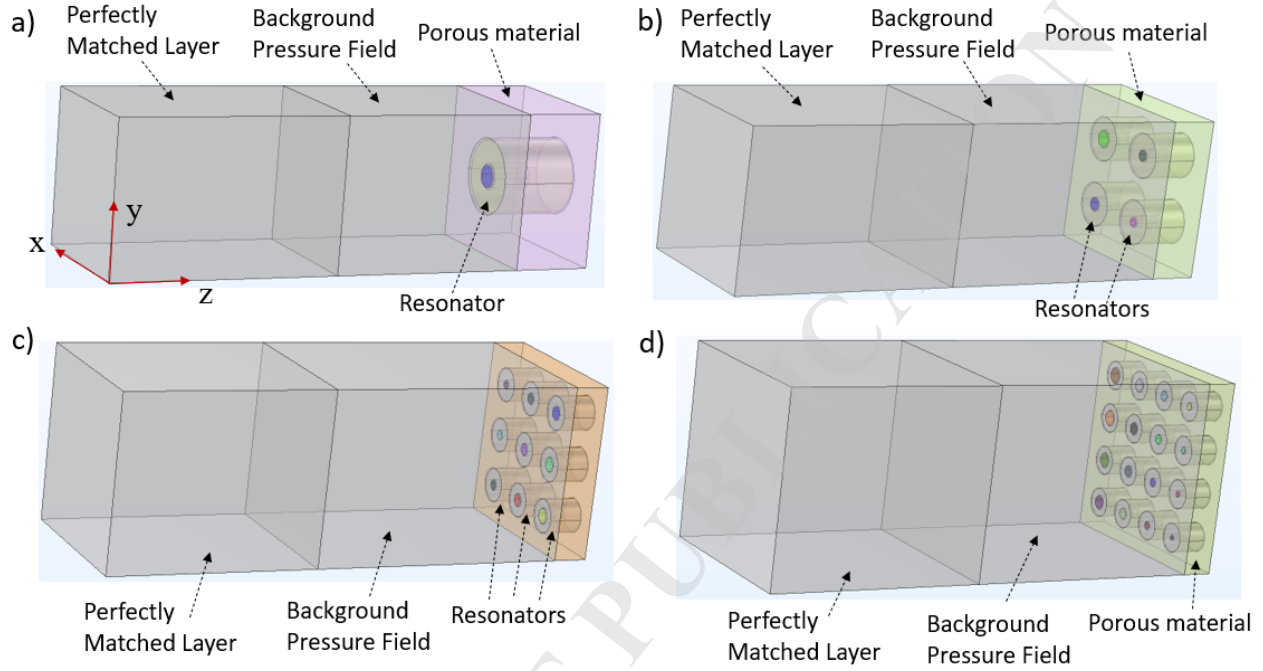 a)
Perfectly
Matched Layer
Background
Pressure Field
Porous material
y
x
z
Resonator
b)
Perfectly
Matched Layer
Background
Pressure Field
Porous material
Resonators
c)
Perfectly
Matched Layer
Background
Pressure Field
Resonators
d)
Perfectly
Matched Layer
Background
Pressure Field
Porous material
PUBLICATION